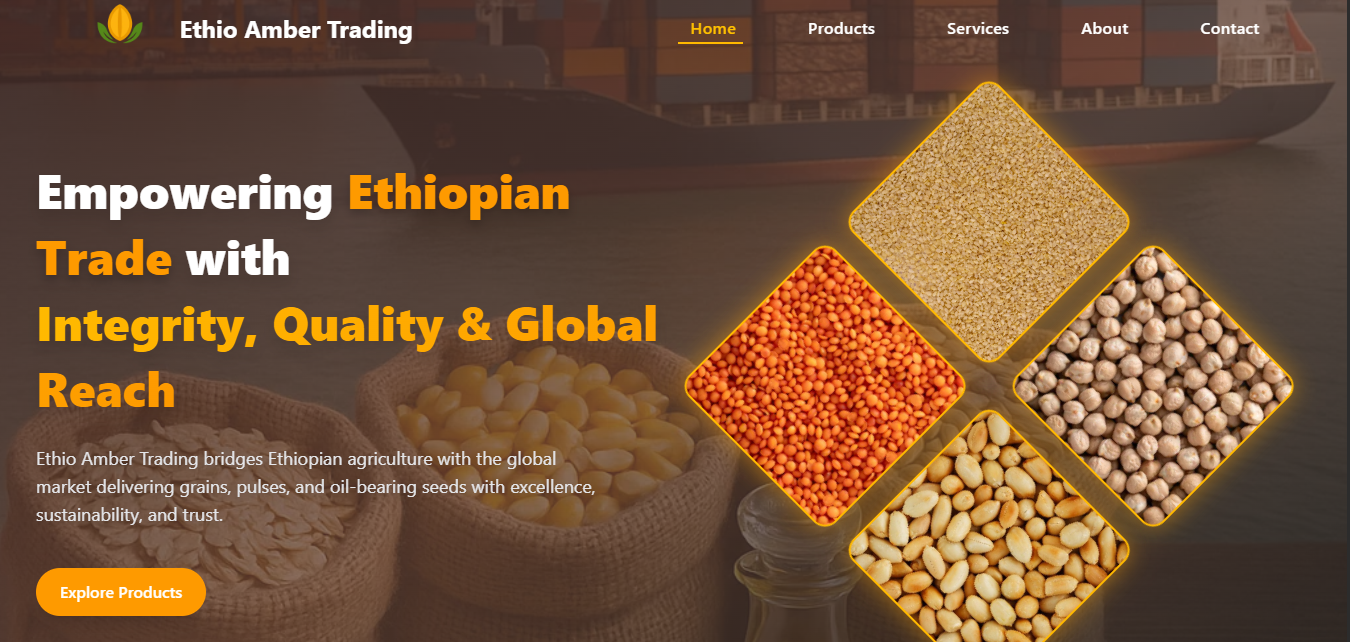 Ethio Amber Trading
Home
Products
Services
About
Contact
Empowering Ethiopian
Trade with
Integrity, Quality & Global
Reach
Ethio Amber Trading bridges Ethiopian agriculture with the global
market delivering grains, pulses, and oil-bearing seeds with excellence,
sustainability, and trust.
Explore Products